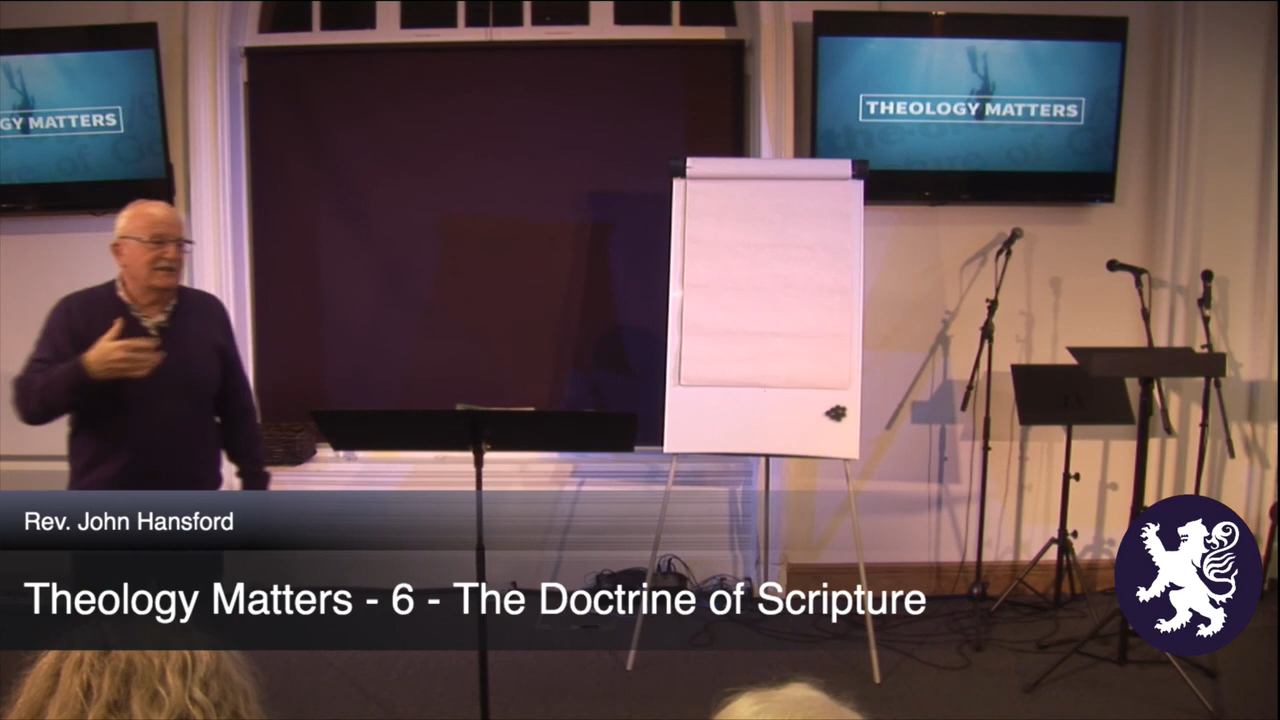 GY MATTERS
THEOLOGY MATTERS
Rev. John Hansford
Theology Matters - 6 - The Doctrine of Scripture